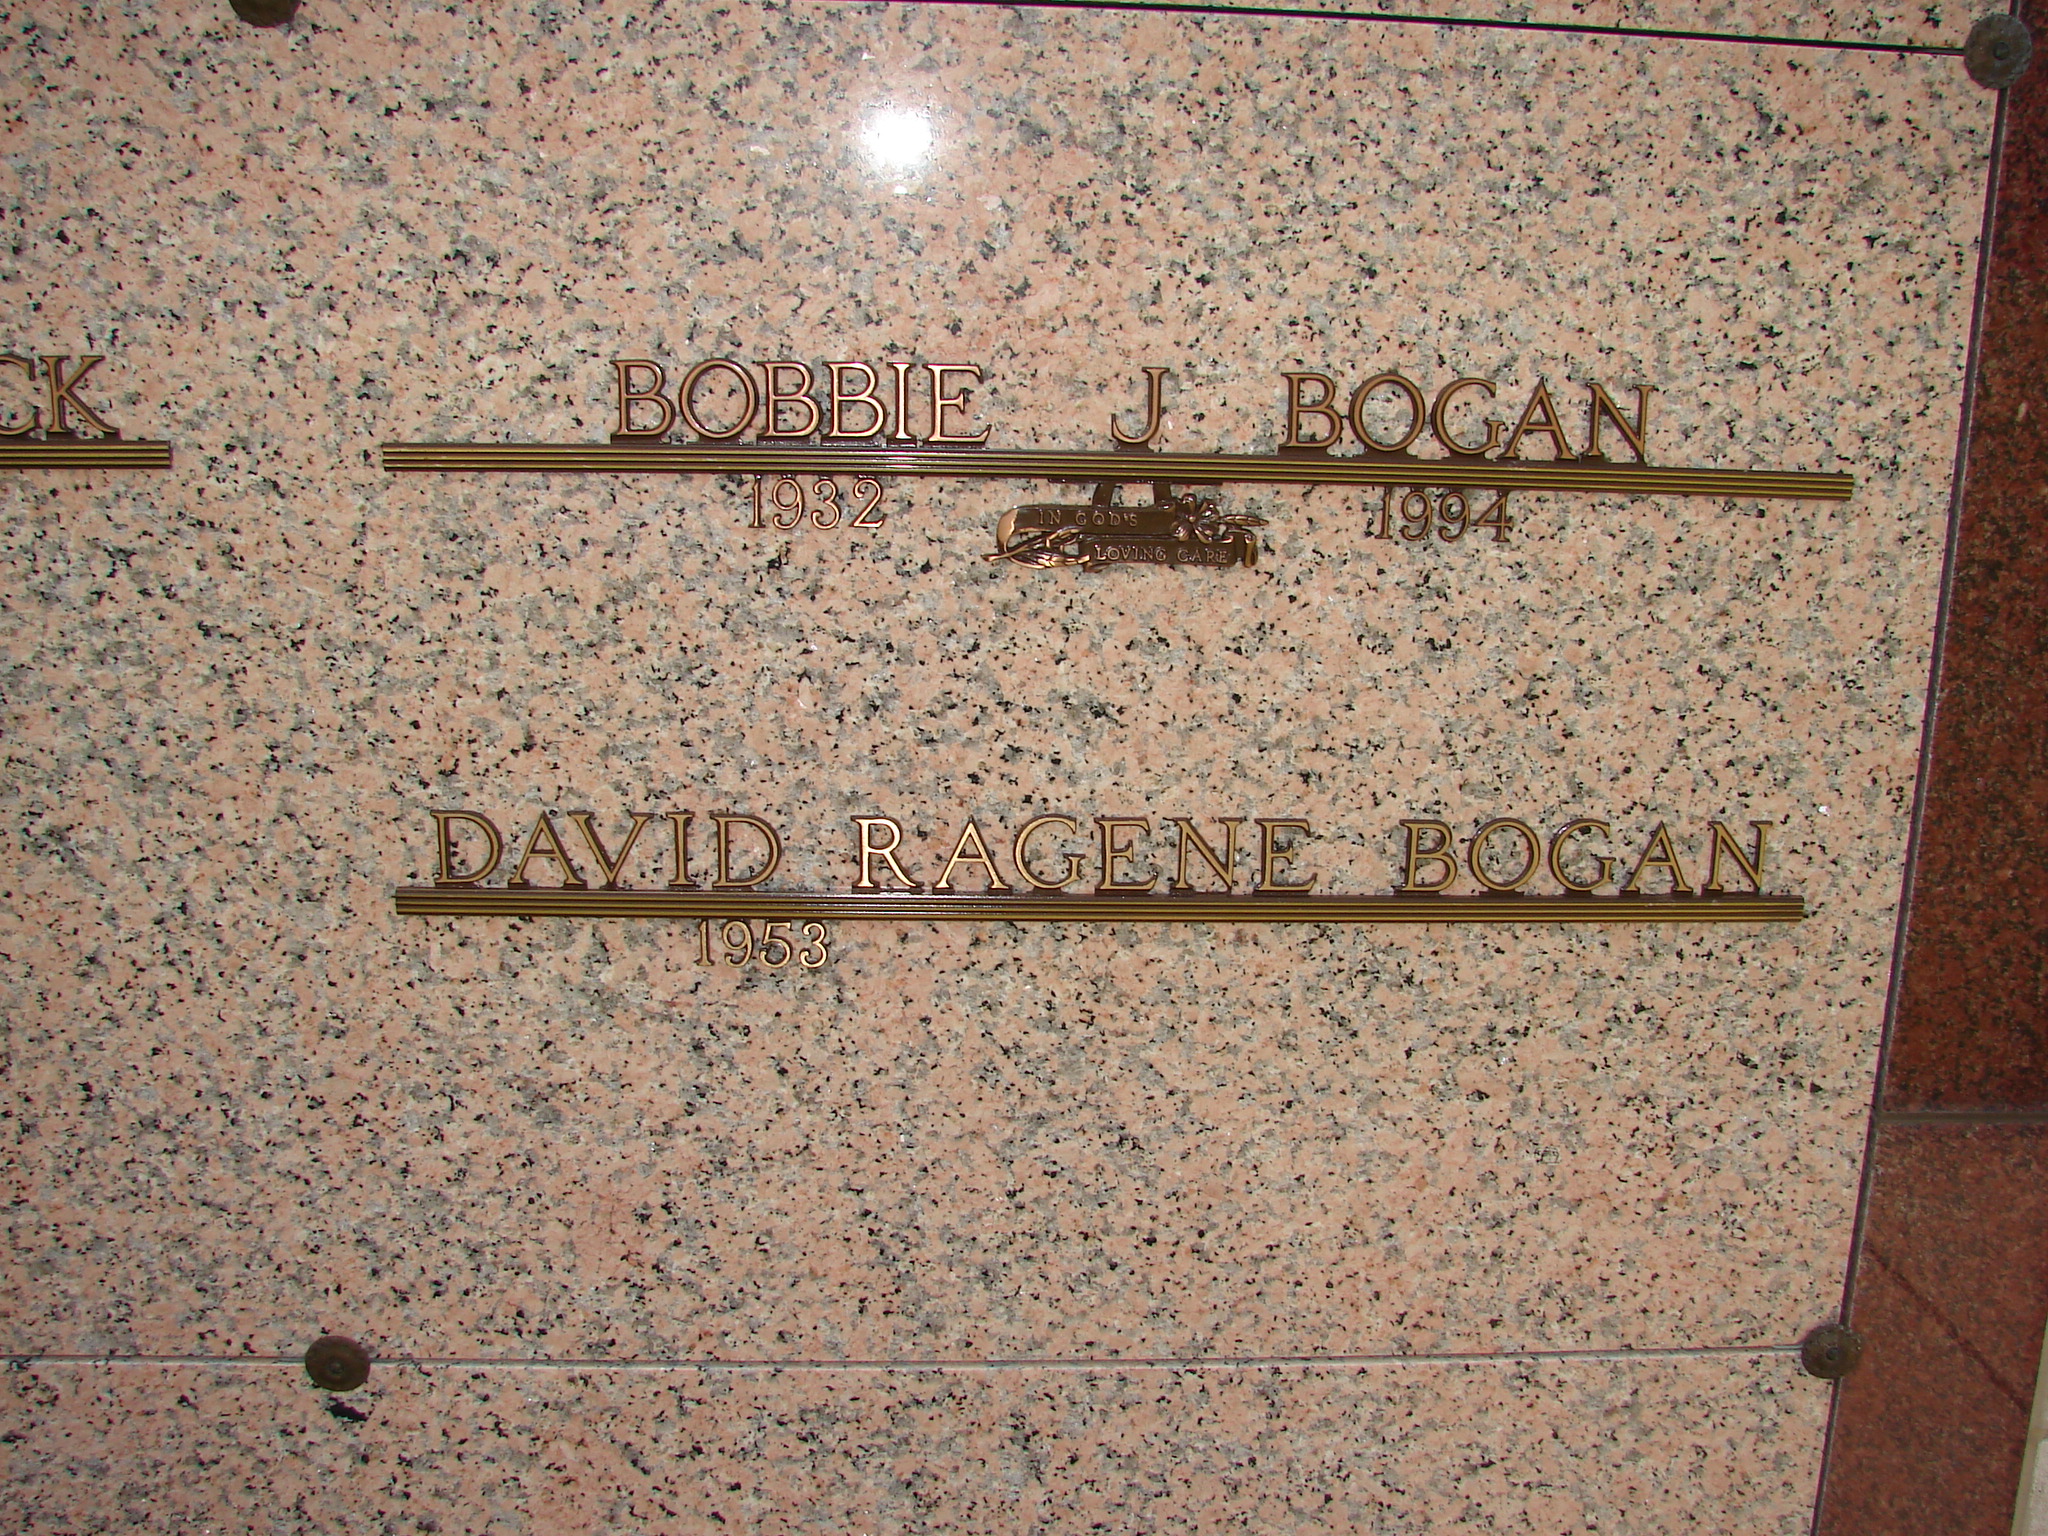 CK
BOBBIE J BOGAN
1932 1994
IN GOD'S
LOVING CARE
DAVID RAGENE BOGAN
1953